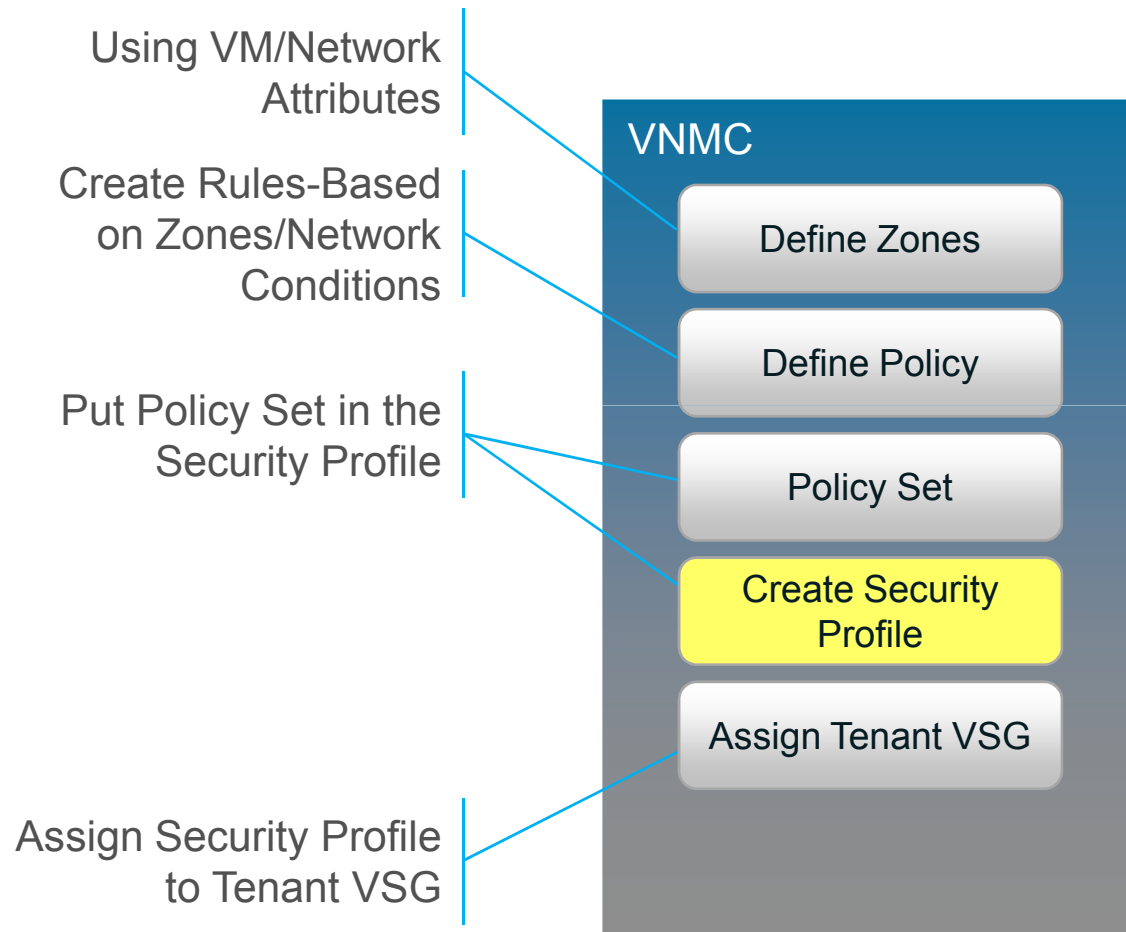 Using VM/Network
Attributes
Create Rules-Based
on Zones/Network
Conditions
Put Policy Set in the
Security Profile
Assign Security Profile
to Tenant VSG
VNMC
Define Zones
Define Policy
Policy Set
Create Security
Profile
Assign Tenant VSG